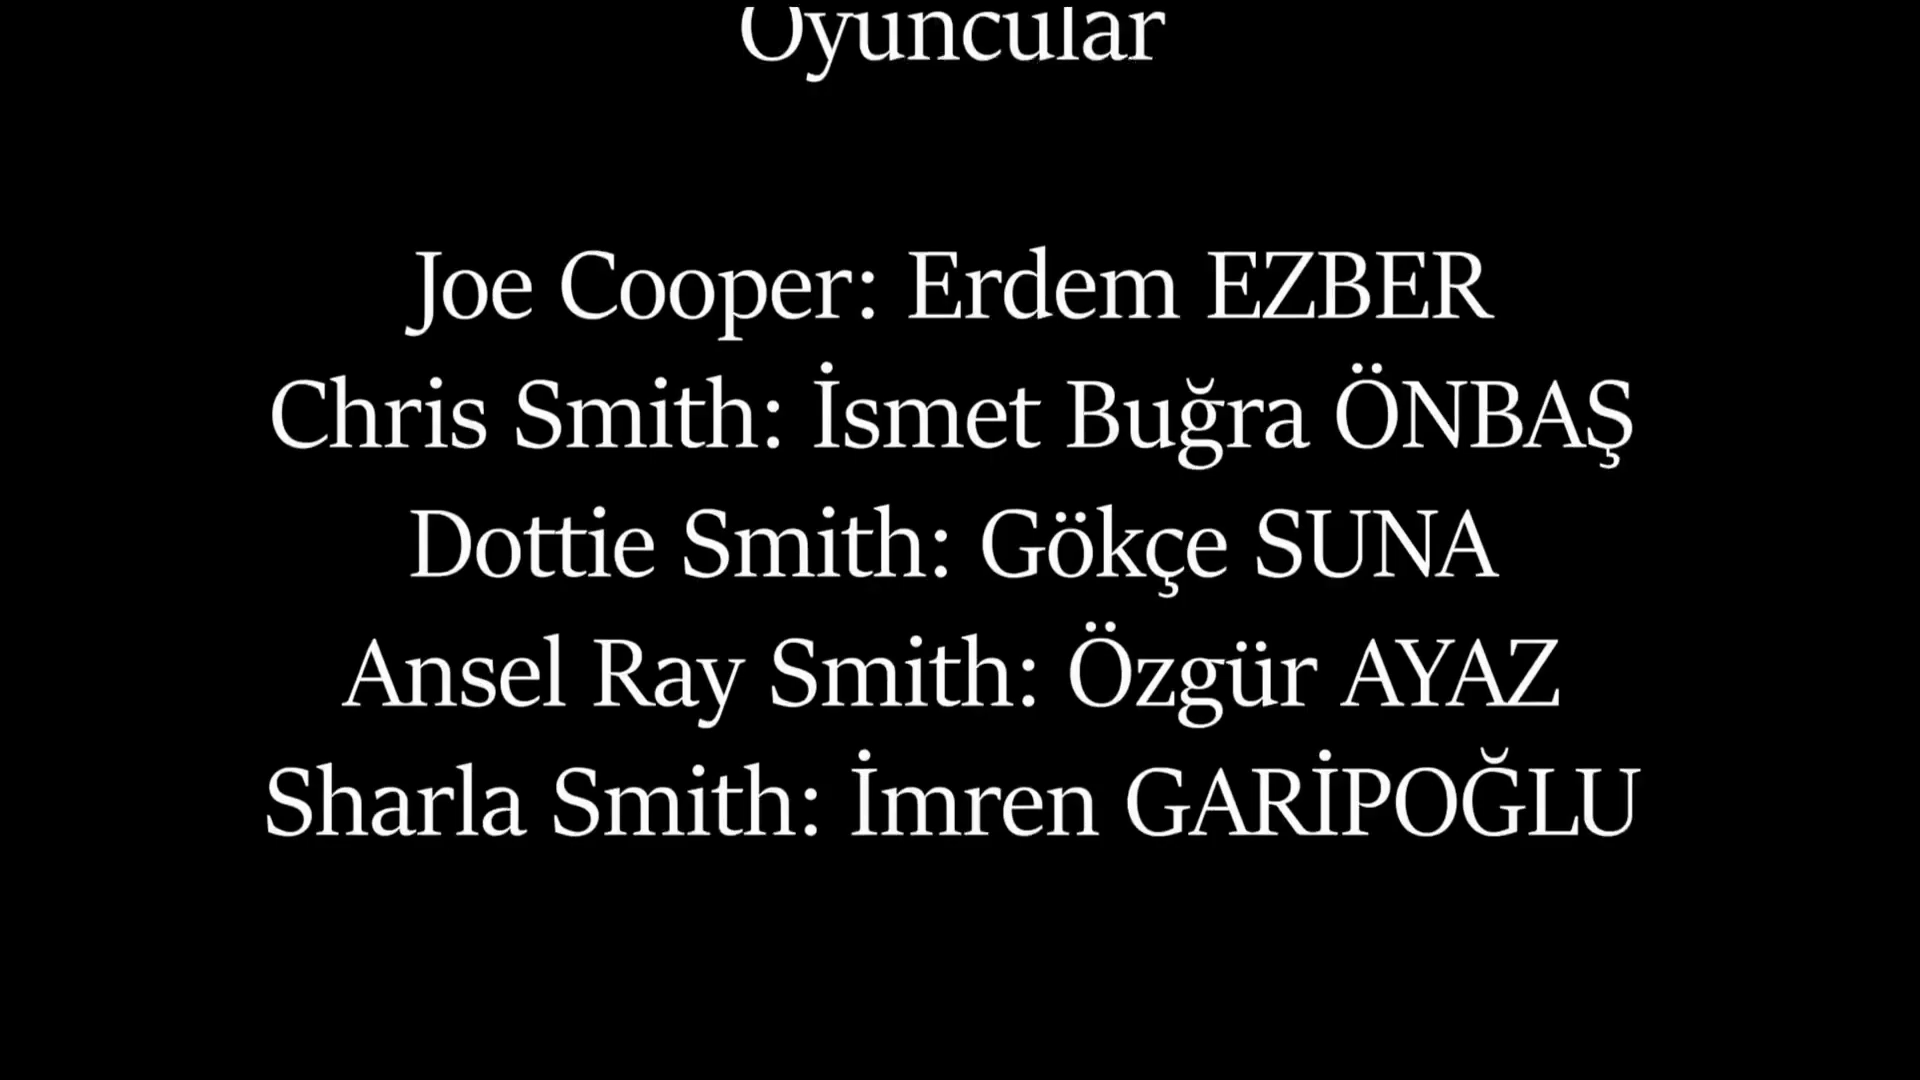 Oyuncular
Joe Cooper: Erdem EZBER
Chris Smith: İsmet Buğra ÖNBAŞ
Dottie Smith: Gökçe SUNA
Ansel Ray Smith: Özgür AYAZ
Sharla Smith: İmren GARİPOĞLU